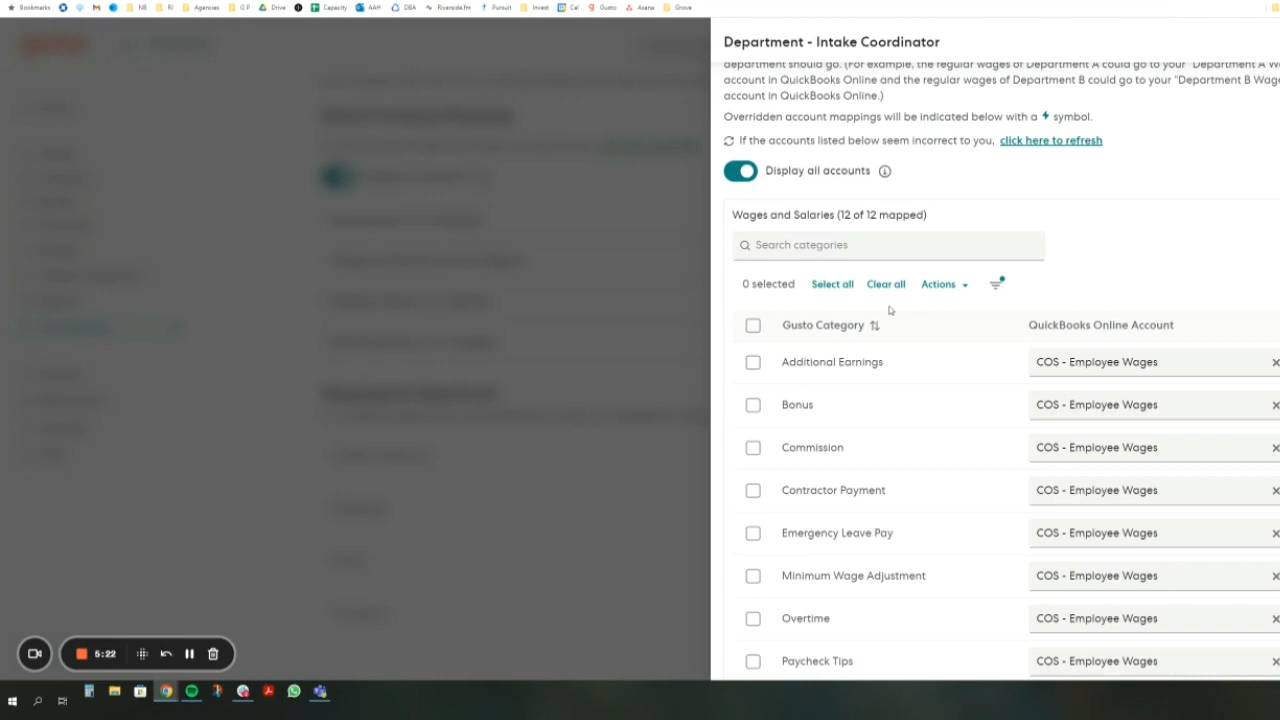 Bookmarks NB RI Agencies G P Drive Capacity AAH DBA Riverside.fm Pursuit Invest Cal Gusto Asana Grove
Department - Intake Coordinator
department should go. (For example, the regular wages of Department A could go to your "Department A W
account in QuickBooks Online and the regular wages of Department B could go to your "Department B Wage
account in QuickBooks Online.)
Overridden account mappings will be indicated below with a symbol.
If the accounts listed below seem incorrect to you, click here to refresh
Display all accounts
Wages and Salaries (12 of 12 mapped)
Search categories
0 selected Select all Clear all Actions
Gusto Category QuickBooks Online Account
Additional Earnings COS - Employee Wages
Bonus COS - Employee Wages
Commission COS - Employee Wages
Contractor Payment COS - Employee Wages
Emergency Leave Pay COS - Employee Wages
Minimum Wage Adjustment COS - Employee Wages
Overtime COS - Employee Wages
Paycheck Tips COS - Employee Wages
5:22